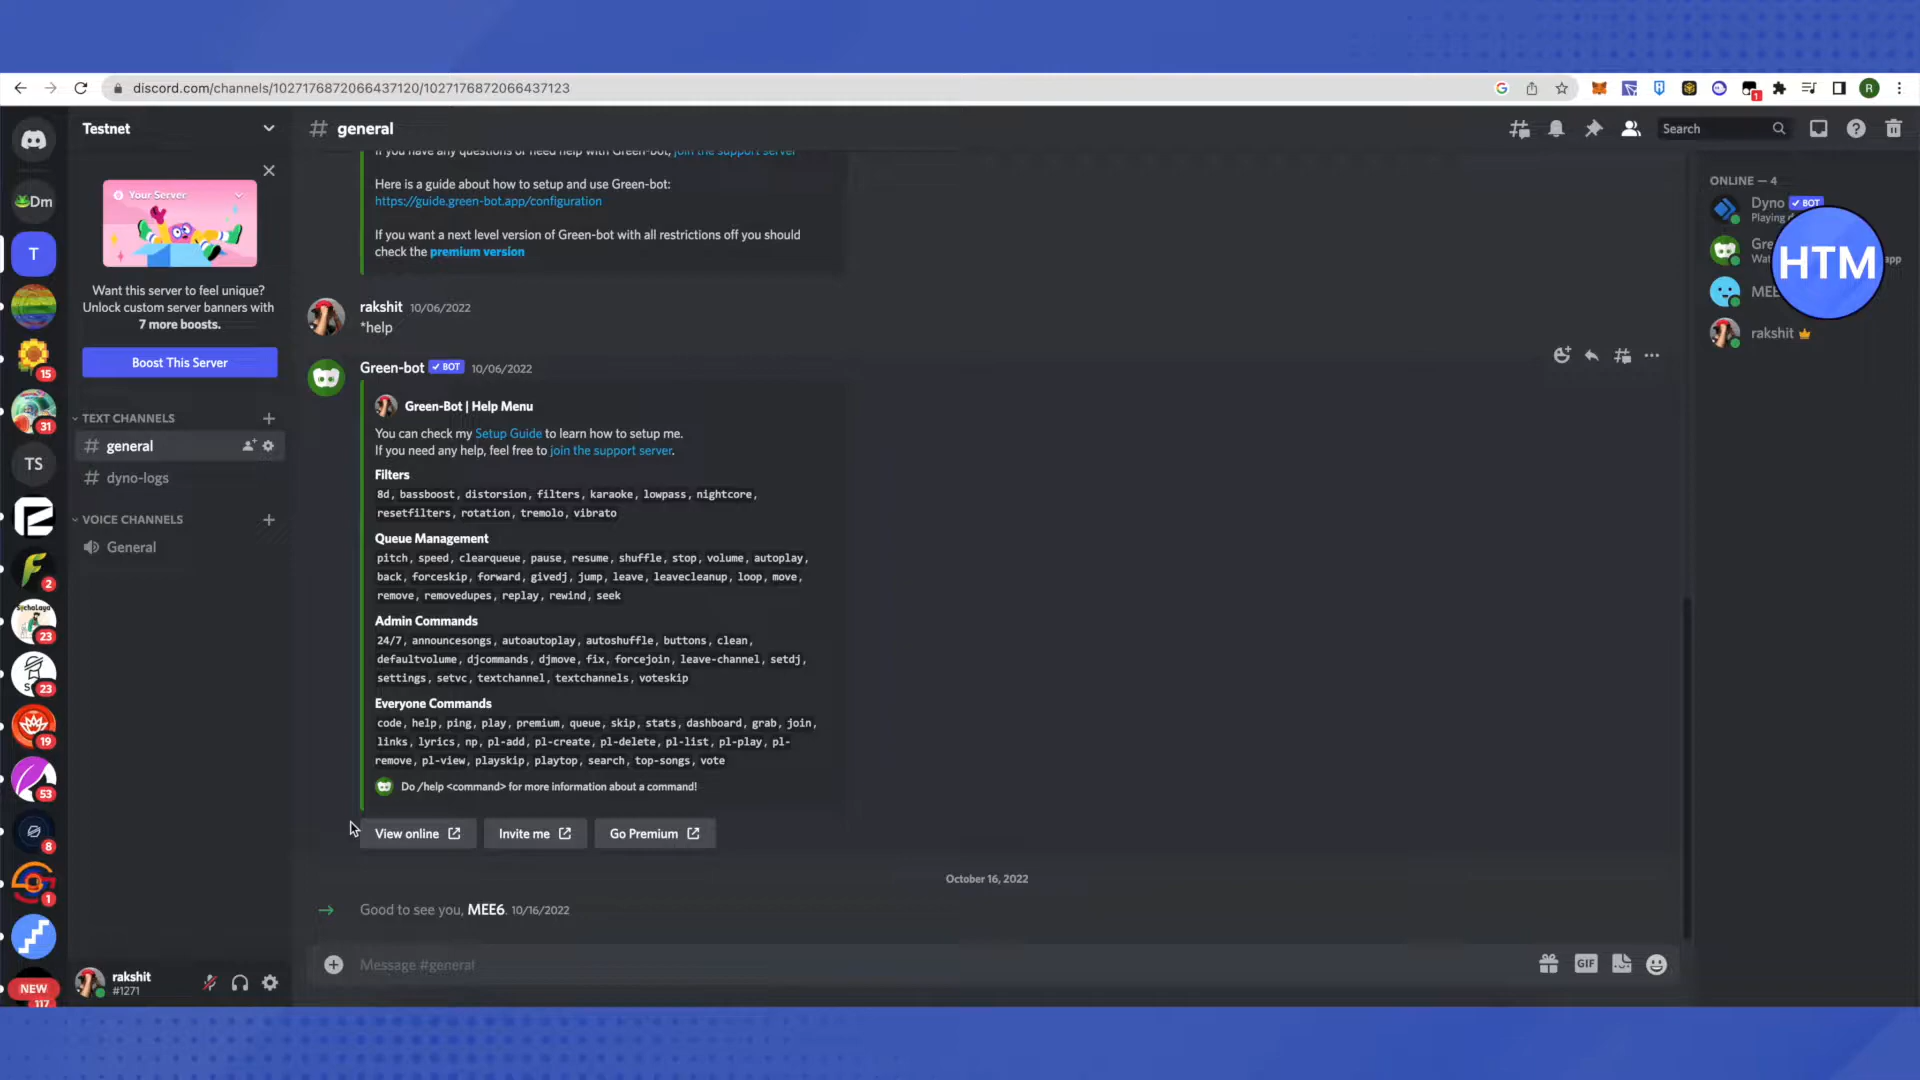 discord.com/channels/1027176872066437120/1027176872066437123
1
R
Testnet
# general
Search
Your Server
Want this server to feel unique?
Unlock custom server banners with
7 more boosts.
Boost This Server
TEXT CHANNELS
# general
# dyno-logs
VOICE CHANNELS
General
Dm
T
15
31
TS
2
23
23
19
53
8
1
NEW
117
rakshit
#1271
If you have any questions or need help with Green-bot, join the support server
Here is a guide about how to setup and use Green-bot:
https://guide.green-bot.app/configuration
If you want a next level version of Green-bot with all restrictions off you should
check the premium version
rakshit 10/06/2022
*help
Green-bot BOT 10/06/2022
Green-Bot | Help Menu
You can check my Setup Guide to learn how to setup me.
If you need any help, feel free to join the support server.
Filters
8d, bassboost, distorsion, filters, karaoke, lowpass, nightcore,
resetfilters, rotation, tremolo, vibrato
Queue Management
pitch, speed, clearqueue, pause, resume, shuffle, stop, volume, autoplay,
back, forceskip, forward, givedj, jump, leave, leavecleanup, loop, move,
remove, removedupes, replay, rewind, seek
Admin Commands
24/7, announcesongs, autoautoplay, autoshuffle, buttons, clean,
defaultvolume, djcommands, djmove, fix, forcejoin, leave-channel, setdj,
settings, setvc, textchannel, textchannels, voteskip
Everyone Commands
code, help, ping, play, premium, queue, skip, stats, dashboard, grab, join,
links, lyrics, np, pl-add, pl-create, pl-delete, pl-list, pl-play, pl-
remove, pl-view, playskip, playtop, search, top-songs, vote
Do /help <command> for more information about a command!
View online
Invite me
Go Premium
October 16, 2022
Good to see you, MEE6. 10/16/2022
Message #general
GIF
ONLINE — 4
Dyno BOT
Playing
HTM
app
rakshit